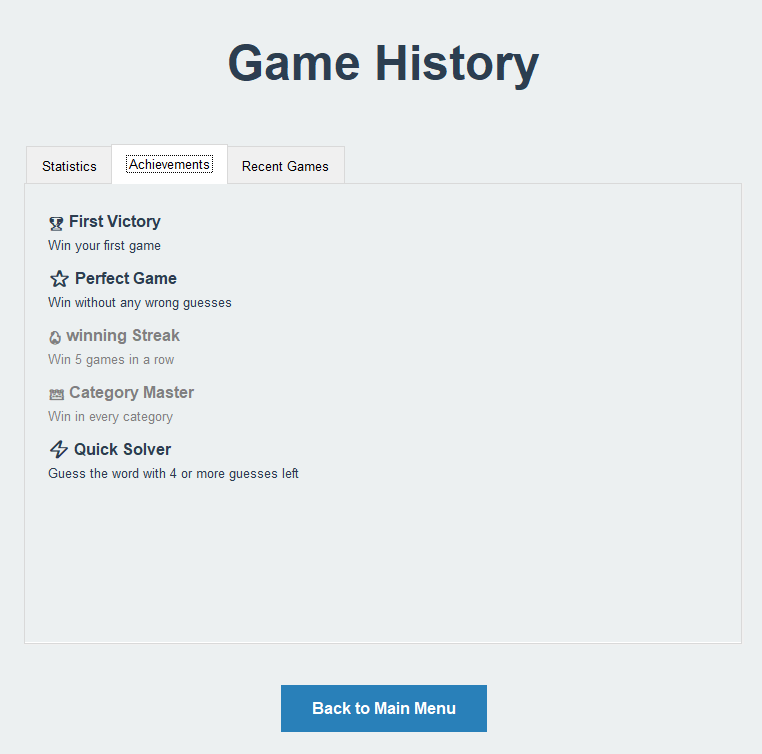 Game History
Statistics Achievements Recent Games
First Victory
Win your first game
Perfect Game
Win without any wrong guesses
winning Streak
Win 5 games in a row
Category Master
Win in every category
Quick Solver
Guess the word with 4 or more guesses left
Back to Main Menu